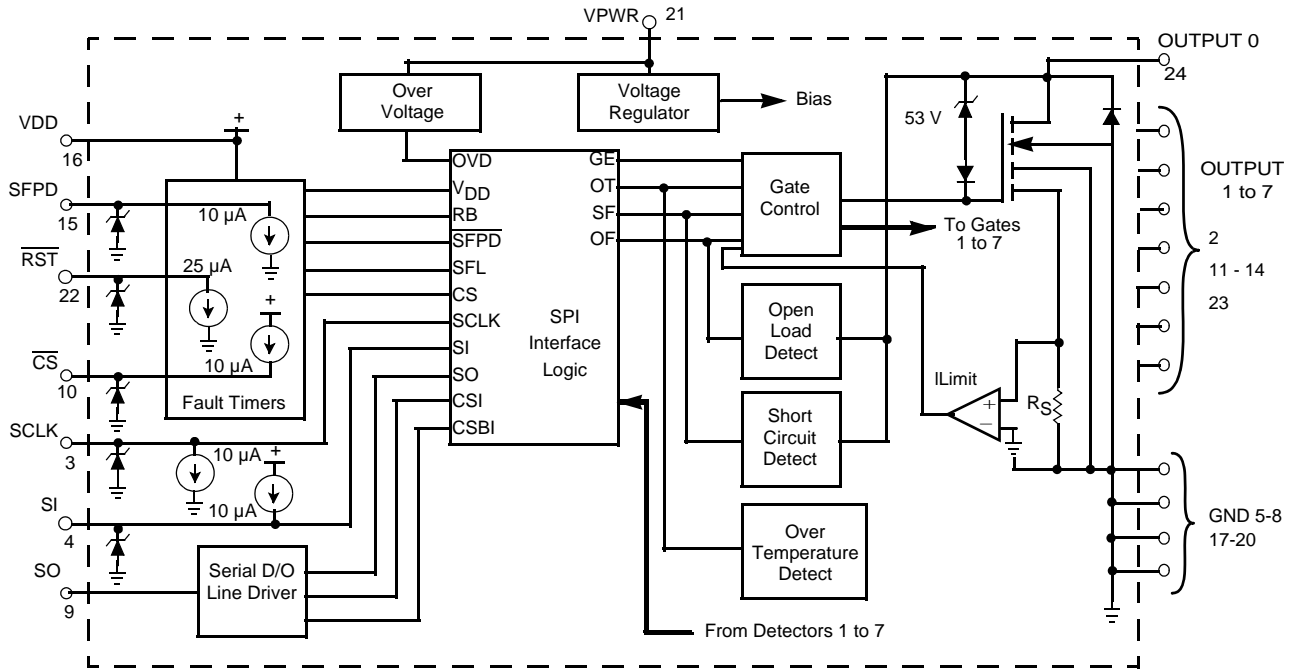 VPWR 21
OUTPUT 0
24
Over
Voltage
Voltage
Regulator
Bias
53 V
VDD
16
+
SFPD
15
10 µA
RST
22
25 µA
+
CS
10
10 µA
Fault Timers
SCLK
3
10 µA
+
SI
4
10 µA
SO
9
Serial D/O
Line Driver
OVD
VDD
RB
SFPD
SFL
CS
SCLK
SI
SO
CSI
CSBI
GE
OT
SF
OF
SPI
Interface
Logic
Gate
Control
To Gates
1 to 7
Open
Load
Detect
Short
Circuit
Detect
Over
Temperature
Detect
ILimit
+
−
RS
From Detectors 1 to 7
OUTPUT
1 to 7
2
11 - 14
23
GND 5-8
17-20